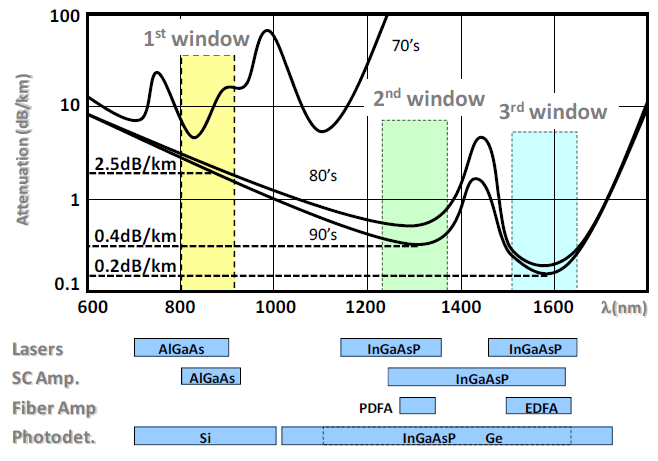 100
10
1
0.1
Attenuation (dB/km)
1st window
2nd window
3rd window
70's
80's
90's
2.5dB/km
0.4dB/km
0.2dB/km
600 800 1000 1200 1400 1600 λ(nm)
Lasers AlGaAs InGaAsP InGaAsP
SC Amp. AlGaAs InGaAsP
Fiber Amp PDFA EDFA
Photodet. Si InGaAsP Ge